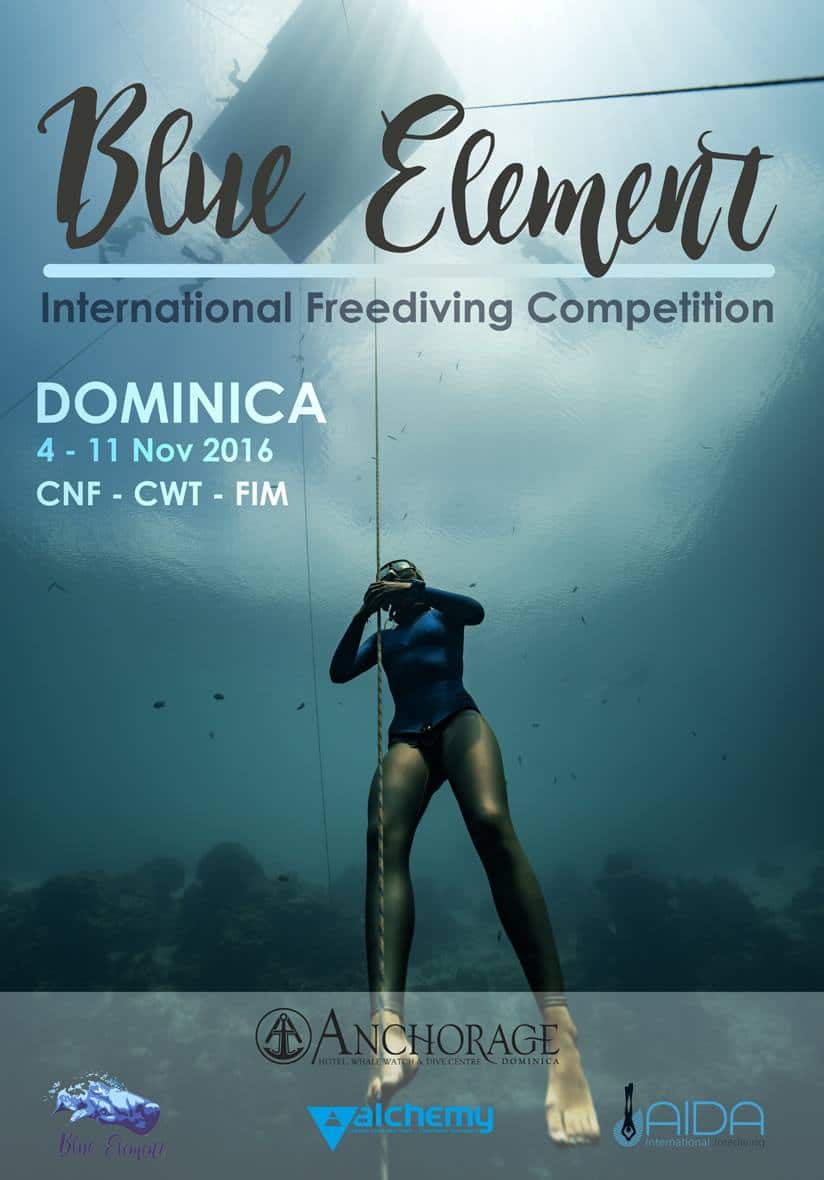 Blue Element
International Freediving Competition
DOMINICA
4 - 11 Nov 2016
CNF - CWT - FIM
ANCHORAGE
HOTEL, WHALE WATCH & DIVE CENTRE DOMINICA
Blue Element
alchemy
AIDA
International freediving